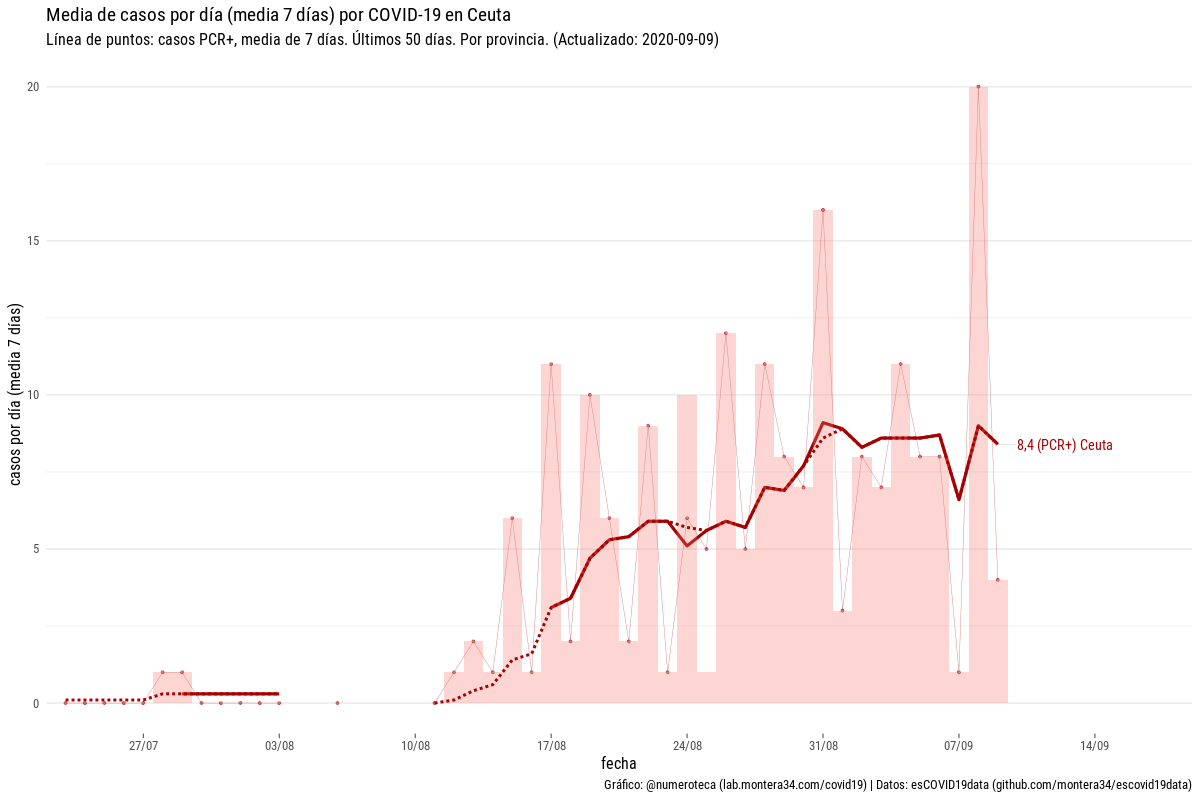 Media de casos por día (media 7 días) por COVID-19 en Ceuta
Línea de puntos: casos PCR+, media de 7 días. Últimos 50 días. Por provincia. (Actualizado: 2020-09-09)
casos por día (media 7 días)
20
15
10
5
0
8,4 (PCR+) Ceuta
27/07
03/08
10/08
17/08
24/08
31/08
07/09
14/09
fecha
Gráfico: @numeroteca (lab.montera34.com/covid19) | Datos: esCOVID19data (github.com/montera34/escovid19data)